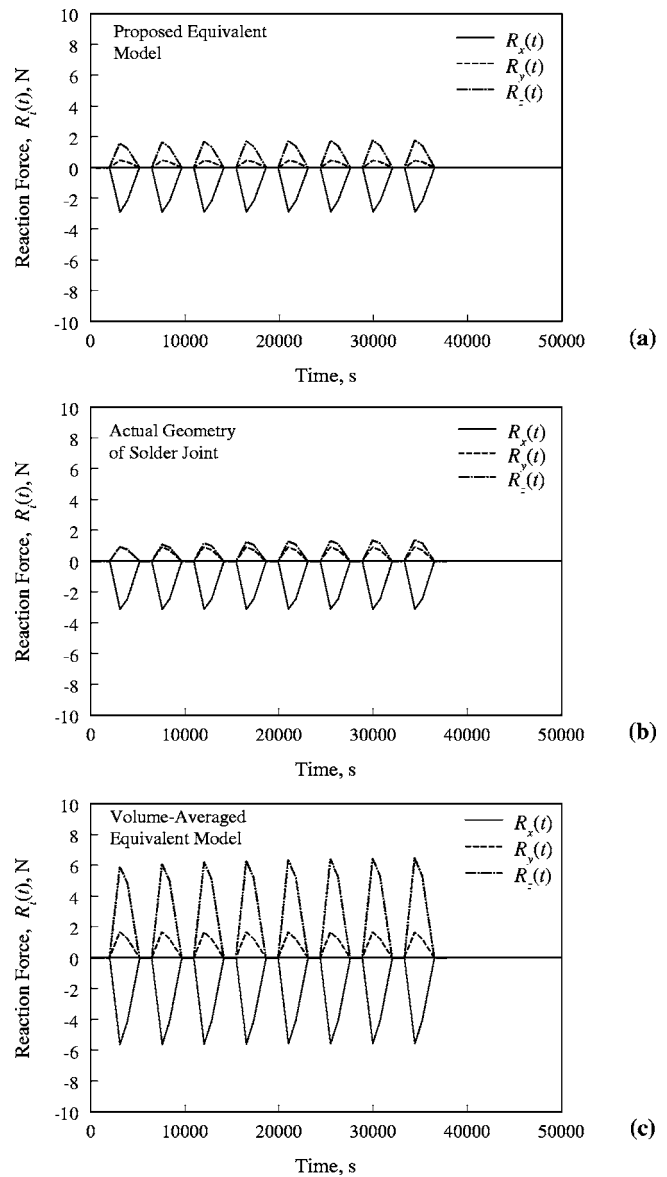 Proposed Equivalent
Model
R_x(t)
R_y(t)
R_z(t)
Reaction Force, R_i(t), N
10
8
6
4
2
0
-2
-4
-6
-8
-10
0 10000 20000 30000 40000 50000
Time, s
(a)
Actual Geometry
of Solder Joint
R_x(t)
R_y(t)
R_z(t)
Reaction Force, R_i(t), N
10
8
6
4
2
0
-2
-4
-6
-8
-10
0 10000 20000 30000 40000 50000
Time, s
(b)
Volume-Averaged
Equivalent Model
R_x(t)
R_y(t)
R_z(t)
Reaction Force, R_i(t), N
10
8
6
4
2
0
-2
-4
-6
-8
-10
0 10000 20000 30000 40000 50000
Time, s
(c)